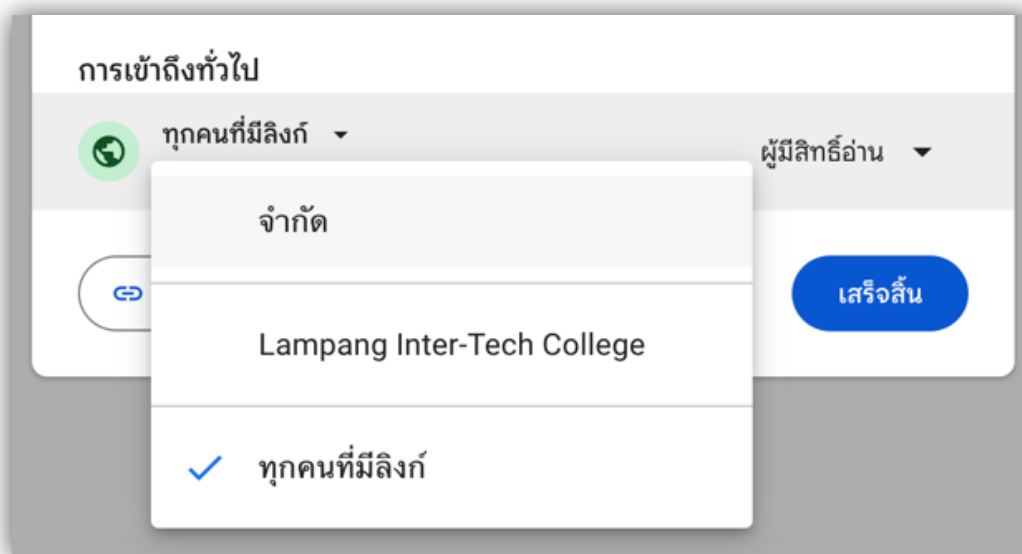 การเข้าถึงทั่วไป
ทุกคนที่มีลิงก์
ผู้มีสิทธิ์อ่าน
จำกัด
เสร็จสิ้น
Lampang Inter-Tech College
ทุกคนที่มีลิงก์